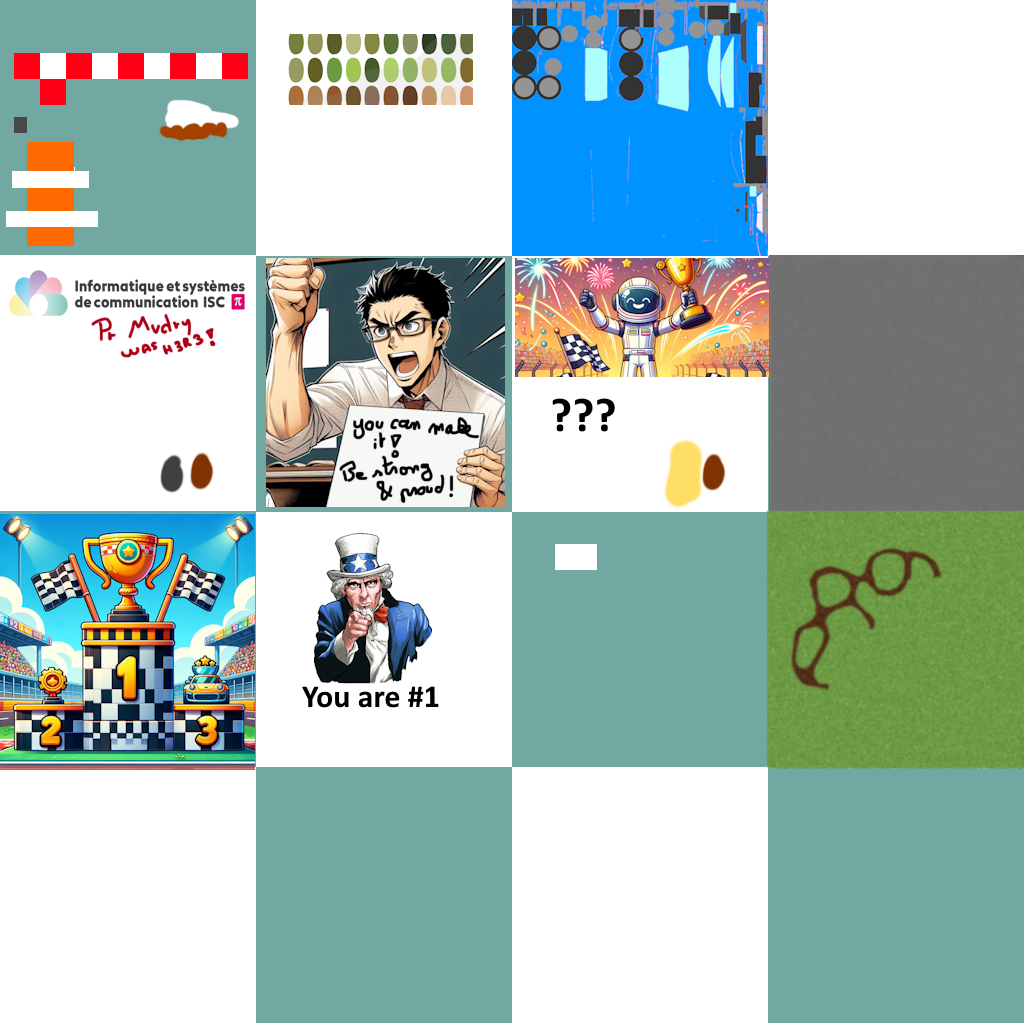 Informatique et systèmes
de communication ISC π
Pr Mudry
was H3R3!
you can make
it!
Be strong
& proud!
???
1
2
3
You are #1